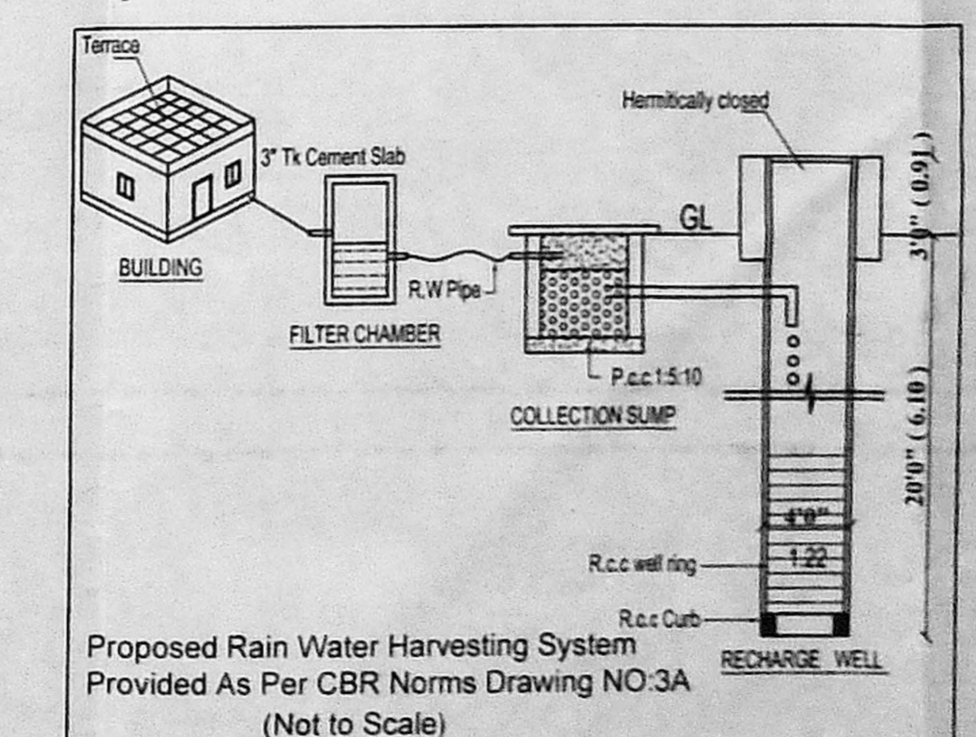 Terrace
Hermitically closed
3" Tk Cement Slab
GL
3'0" ( 0.91 )
BUILDING
R.W Pipe
FILTER CHAMBER
P.c.c 1:5:10
COLLECTION SUMP
20'0" ( 6.10 )
4'0"
1.22
R.c.c well ring
R.c.c Curb
RECHARGE WELL
Proposed Rain Water Harvesting System
Provided As Per CBR Norms Drawing NO:3A
(Not to Scale)